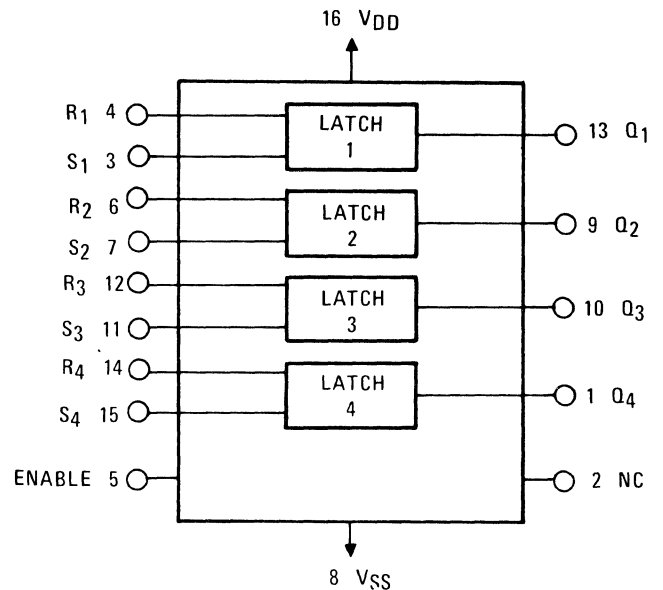 16 VDD
R1 4
S1 3
LATCH
1
13 Q1
R2 6
S2 7
LATCH
2
9 Q2
R3 12
S3 11
LATCH
3
10 Q3
R4 14
S4 15
LATCH
4
1 Q4
ENABLE 5
2 NC
8 VSS